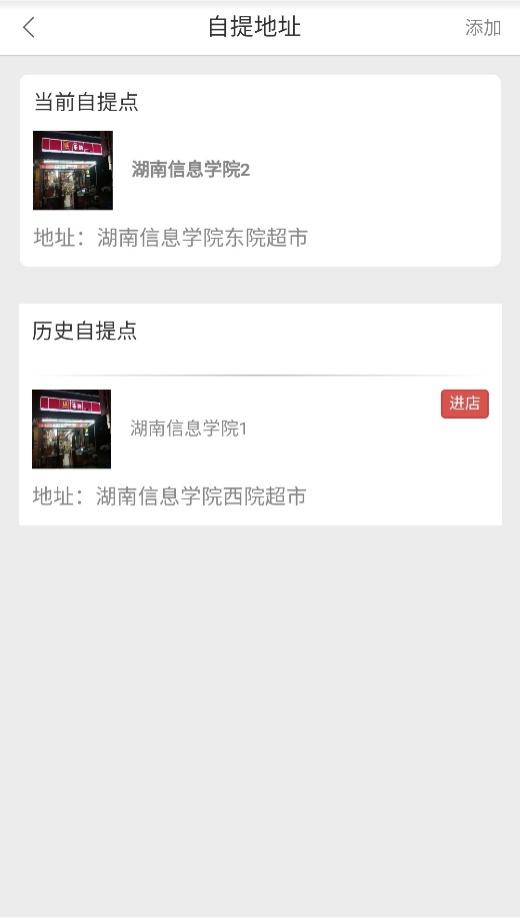 自提地址
添加
当前自提点
湖南信息学院2
地址：湖南信息学院东院超市
历史自提点
进店
湖南信息学院1
地址：湖南信息学院西院超市